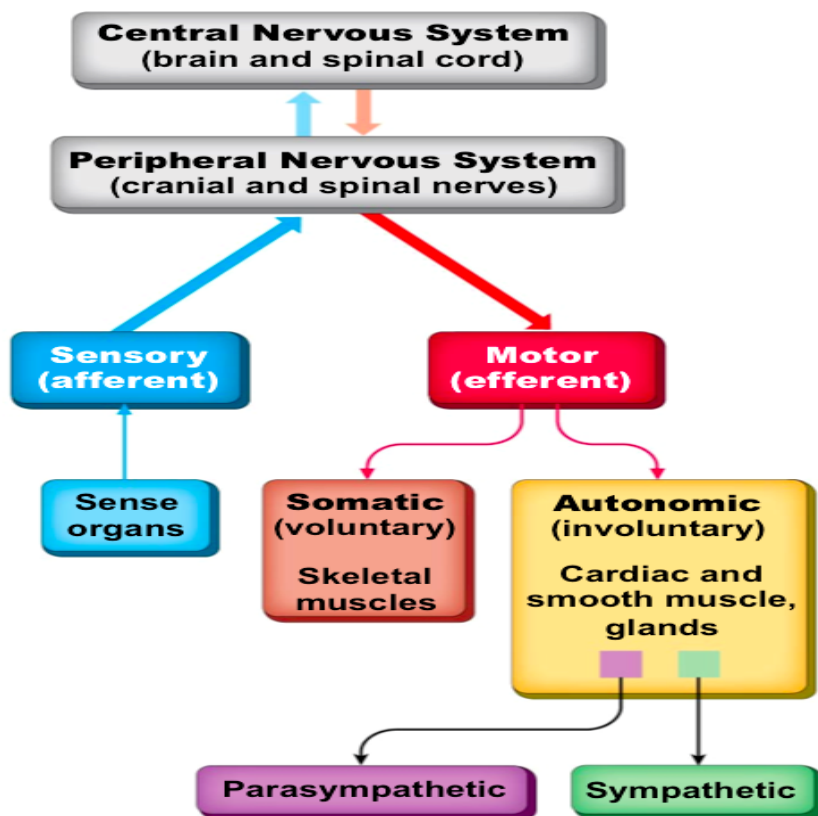 Central Nervous System
(brain and spinal cord)
Peripheral Nervous System
(cranial and spinal nerves)
Sensory
(afferent)
Motor
(efferent)
Sense
organs
Somatic
(voluntary)
Skeletal
muscles
Autonomic
(involuntary)
Cardiac and
smooth muscle,
glands
Parasympathetic
Sympathetic